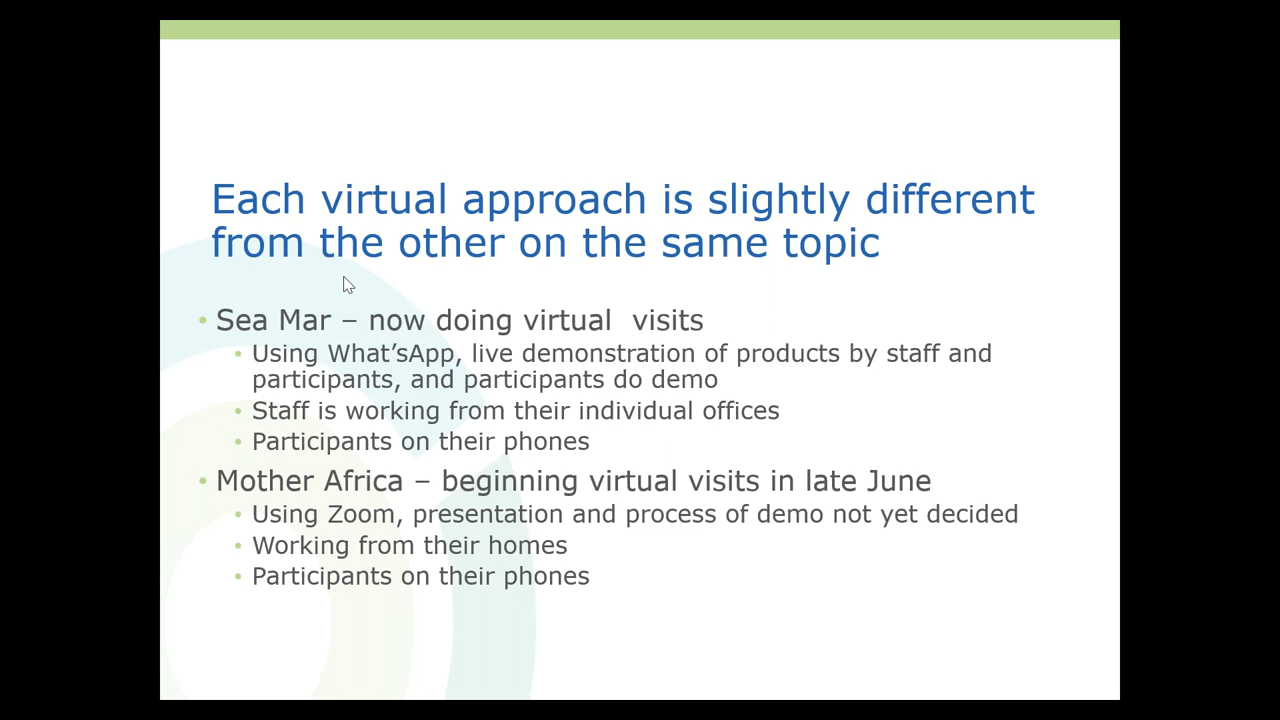 Each virtual approach is slightly different
from the other on the same topic
• Sea Mar – now doing virtual  visits
• Using What’sApp, live demonstration of products by staff and
participants, and participants do demo
• Staff is working from their individual offices
• Participants on their phones
• Mother Africa – beginning virtual visits in late June
• Using Zoom, presentation and process of demo not yet decided
• Working from their homes
• Participants on their phones